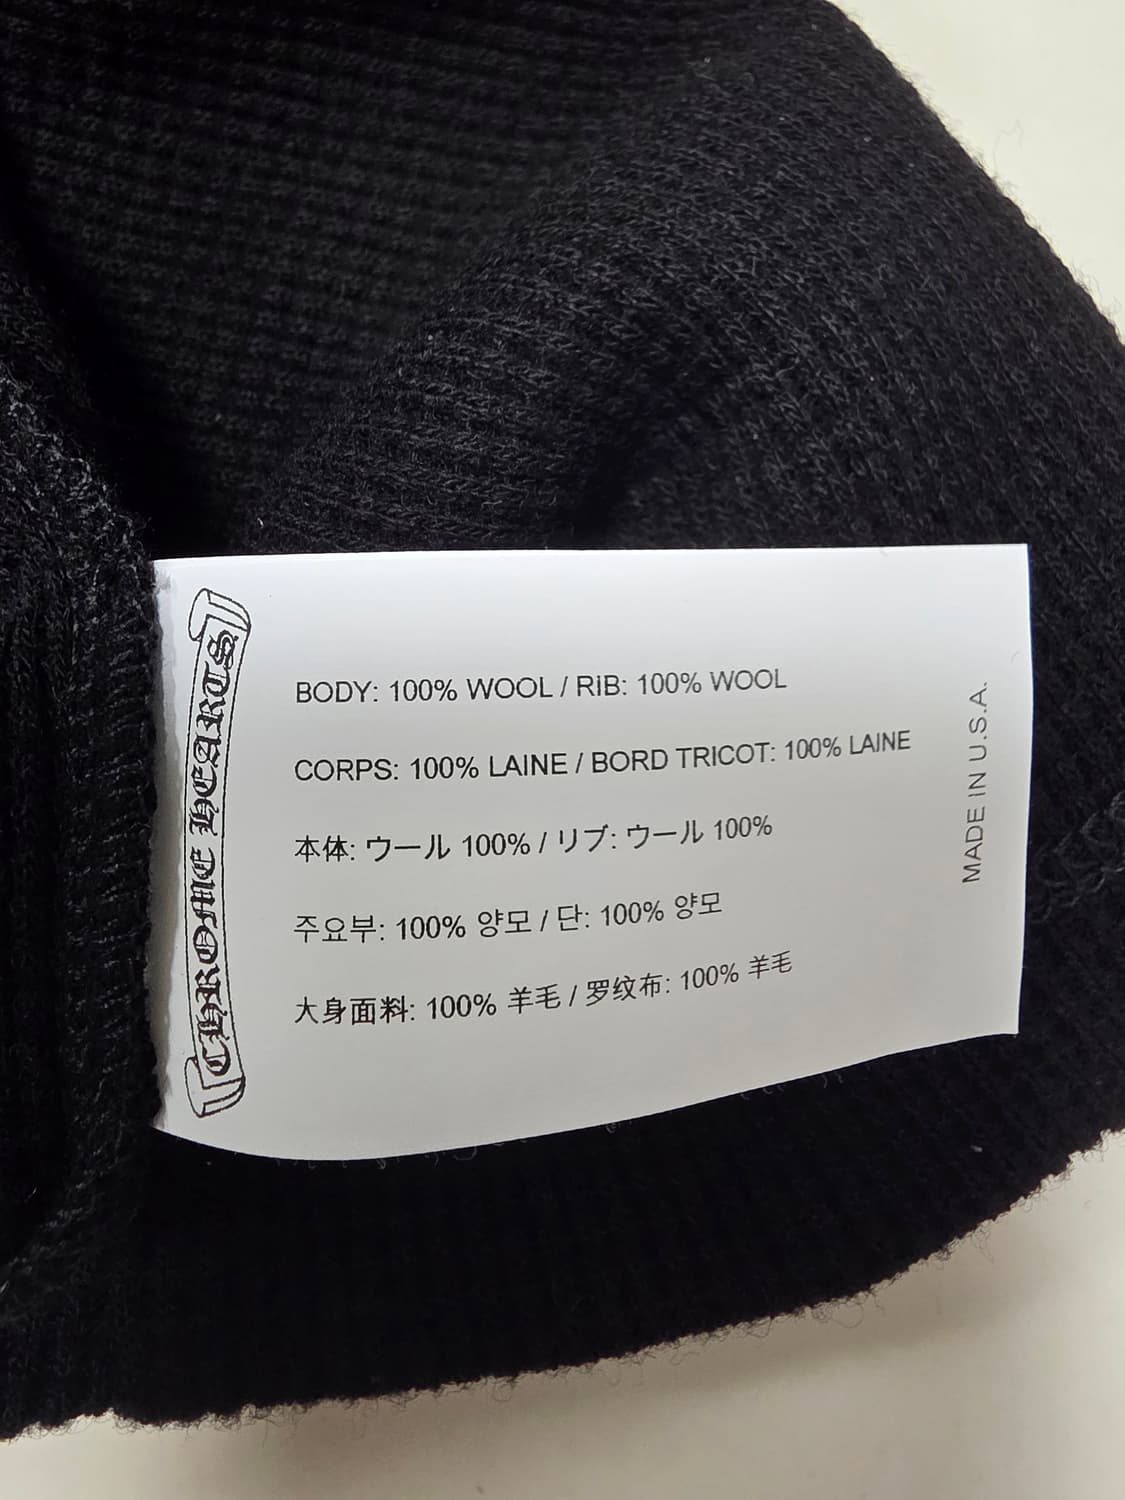 CHROME HEARTS
BODY: 100% WOOL / RIB: 100% WOOL
CORPS: 100% LAINE / BORD TRICOT: 100% LAINE
本体: ウール 100% / リブ: ウール 100%
주요부: 100% 양모 / 단: 100% 양모
大身面料: 100% 羊毛 / 罗纹布: 100% 羊毛
MADE IN U.S.A.